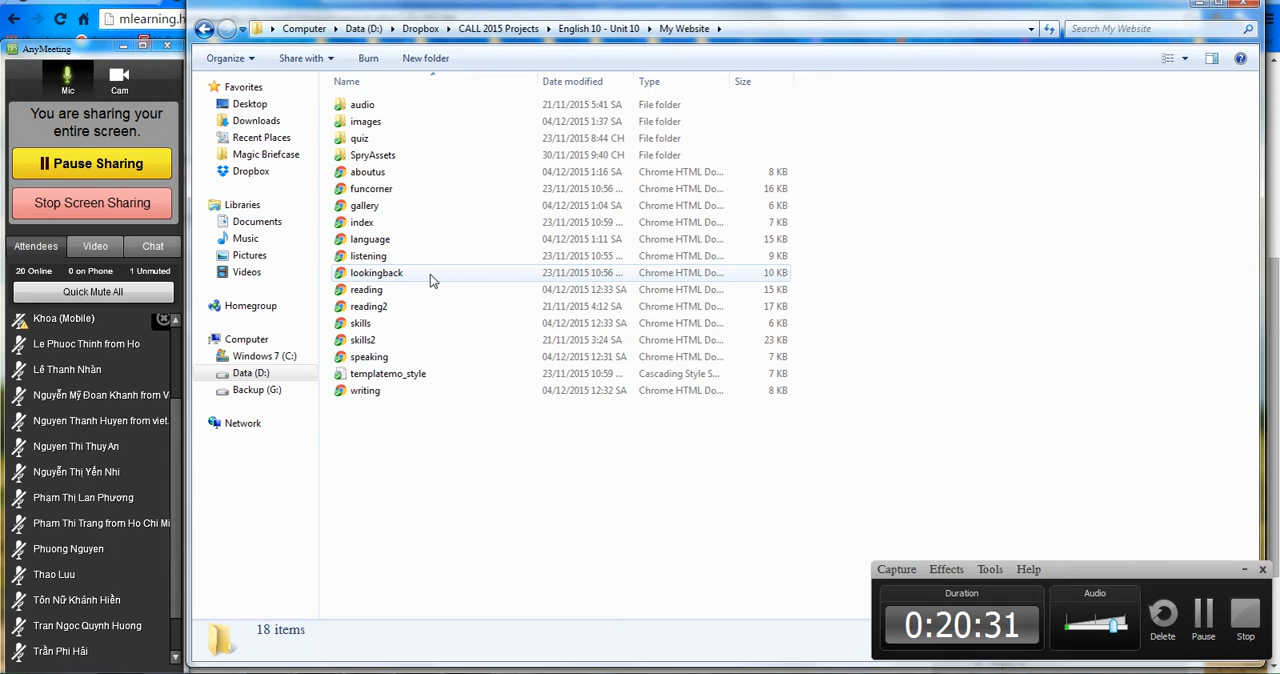 mlearning.h
AnyMeeting
Mic
Cam
You are sharing your
entire screen.
Pause Sharing
Stop Screen Sharing
Attendees
Video
Chat
20 Online
0 on Phone
1 Unmuted
Quick Mute All
Khoa (Mobile)
Le Phuoc Thinh from Ho
Lê Thanh Nhàn
Nguyễn Mỹ Đoan Khanh from V
Nguyen Thanh Huyen from viet.
Nguyen Thi Thuy An
Nguyễn Thị Yến Nhi
Phạm Thị Lan Phương
Pham Thi Trang from Ho Chi Mi
Phuong Nguyen
Thao Luu
Tôn Nữ Khánh Hiền
Tran Ngoc Quynh Huong
Trần Phi Hải
Computer
Data (D:)
Dropbox
CALL 2015 Projects
English 10 - Unit 10
My Website
Search My Website
Organize
Share with
Burn
New folder
Favorites
Desktop
Downloads
Recent Places
Magic Briefcase
Dropbox
Libraries
Documents
Music
Pictures
Videos
Homegroup
Computer
Windows 7 (C:)
Data (D:)
Backup (G:)
Network
Name Date modified Type Size
audio 21/11/2015 5:41 SA File folder
images 04/12/2015 1:37 SA File folder
quiz 23/11/2015 8:44 CH File folder
SpryAssets 30/11/2015 9:40 CH File folder
aboutus 04/12/2015 1:16 SA Chrome HTML Do... 8 KB
funcorner 23/11/2015 10:56 ... Chrome HTML Do... 16 KB
gallery 04/12/2015 1:04 SA Chrome HTML Do... 6 KB
index 23/11/2015 10:59 ... Chrome HTML Do... 7 KB
language 04/12/2015 1:11 SA Chrome HTML Do... 15 KB
listening 23/11/2015 10:55 ... Chrome HTML Do... 9 KB
lookingback 23/11/2015 10:56 ... Chrome HTML Do... 10 KB
reading 04/12/2015 12:33 SA Chrome HTML Do... 15 KB
reading2 21/11/2015 4:12 SA Chrome HTML Do... 17 KB
skills 04/12/2015 12:33 SA Chrome HTML Do... 6 KB
skills2 21/11/2015 3:24 SA Chrome HTML Do... 23 KB
speaking 04/12/2015 12:31 SA Chrome HTML Do... 7 KB
templatemo_style 23/11/2015 10:59 ... Cascading Style S... 7 KB
writing 04/12/2015 12:32 SA Chrome HTML Do... 8 KB
18 items
Capture Effects Tools Help
Duration
0:20:31
Audio
Delete
Pause
Stop